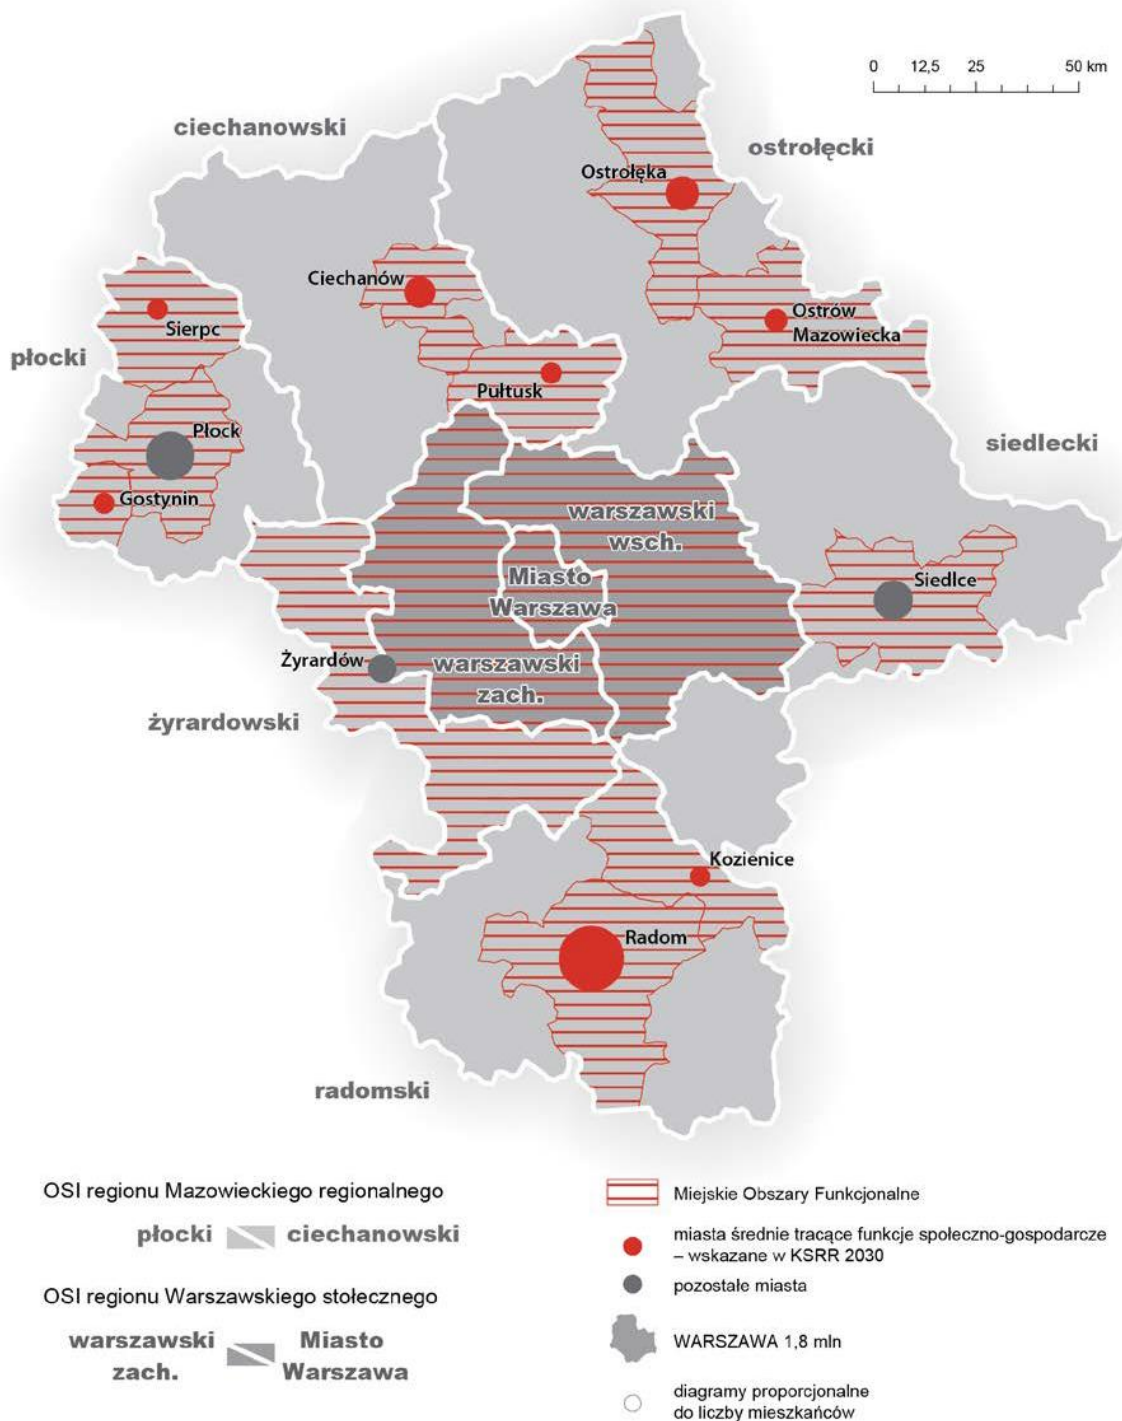 0 12,5 25 50 km
ciechanowski
ostrołęcki
Ostrołęka
Ciechanów
Sierpc
Ostrów
Mazowiecka
płocki
Pułtusk
Płock
siedlecki
Gostynin
warszawski
wsch.
Miasto
Warszawa
Siedlce
Żyrardów
warszawski
zach.
żyrardowski
Kozienice
Radom
radomski
OSI regionu Mazowieckiego regionalnego
płocki ciechanowski
OSI regionu Warszawskiego stołecznego
warszawski
zach.
Miasto
Warszawa
Miejskie Obszary Funkcjonalne
miasta średnie tracące funkcje społeczno-gospodarcze
– wskazane w KSRR 2030
pozostałe miasta
WARSZAWA 1,8 mln
diagramy proporcjonalne
do liczby mieszkańców